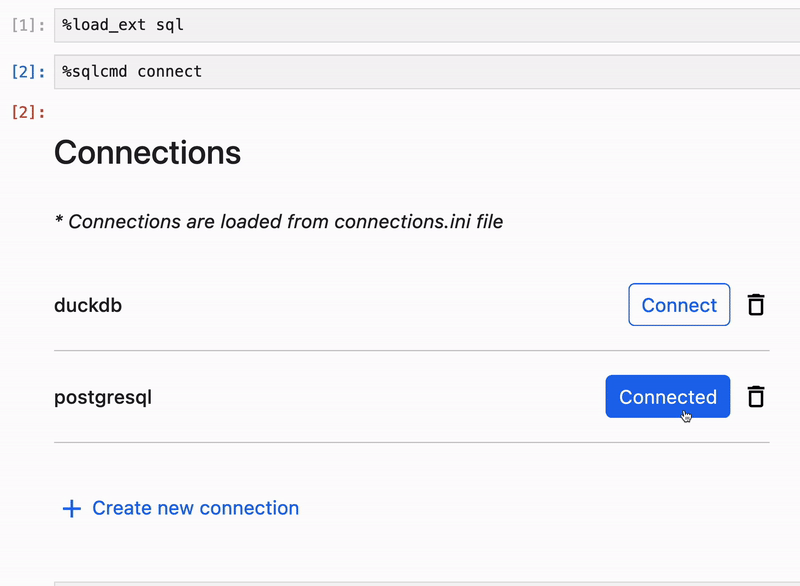 [1]: %load_ext sql
[2]: %sqlcmd connect
[2]:
Connections
* Connections are loaded from connections.ini file
duckdb Connect
postgresql Connected
+ Create new connection